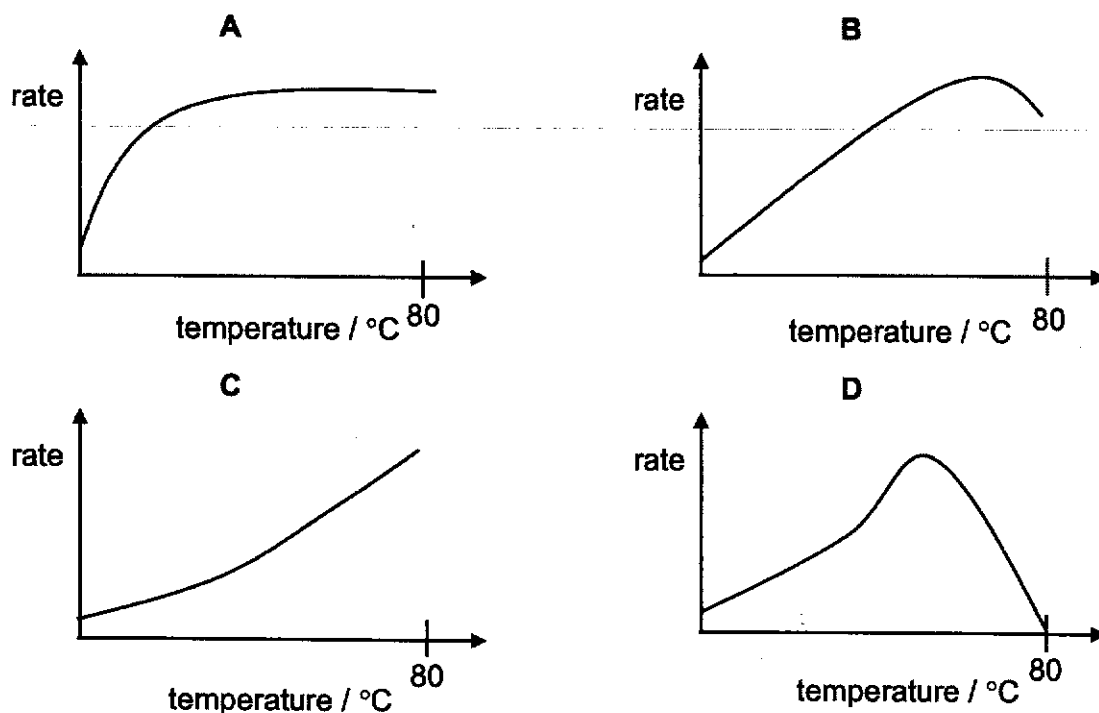 A
rate
80
temperature / °C
B
rate
80
temperature / °C
C
rate
80
temperature / °C
D
rate
80
temperature / °C